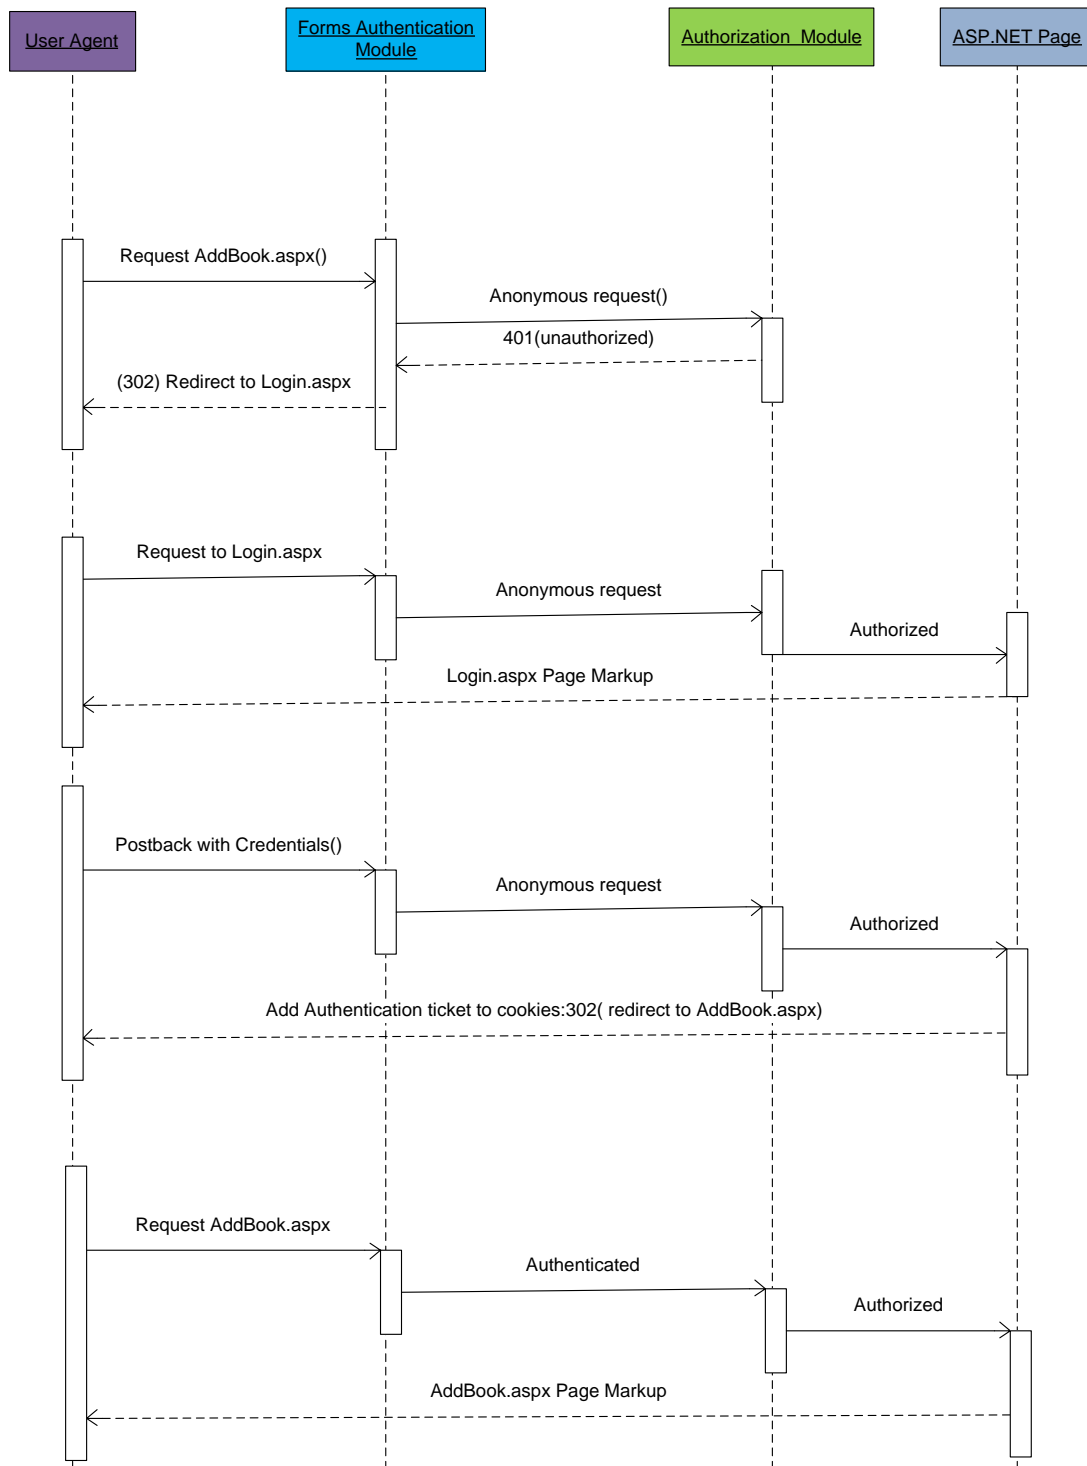 User Agent
Forms Authentication
Module
Authorization  Module
ASP.NET Page
Request AddBook.aspx()
Anonymous request()
401(unauthorized)
(302) Redirect to Login.aspx
Request to Login.aspx
Anonymous request
Authorized
Login.aspx Page Markup
Postback with Credentials()
Anonymous request
Authorized
Add Authentication ticket to cookies:302( redirect to AddBook.aspx)
Request AddBook.aspx
Authenticated
Authorized
AddBook.aspx Page Markup